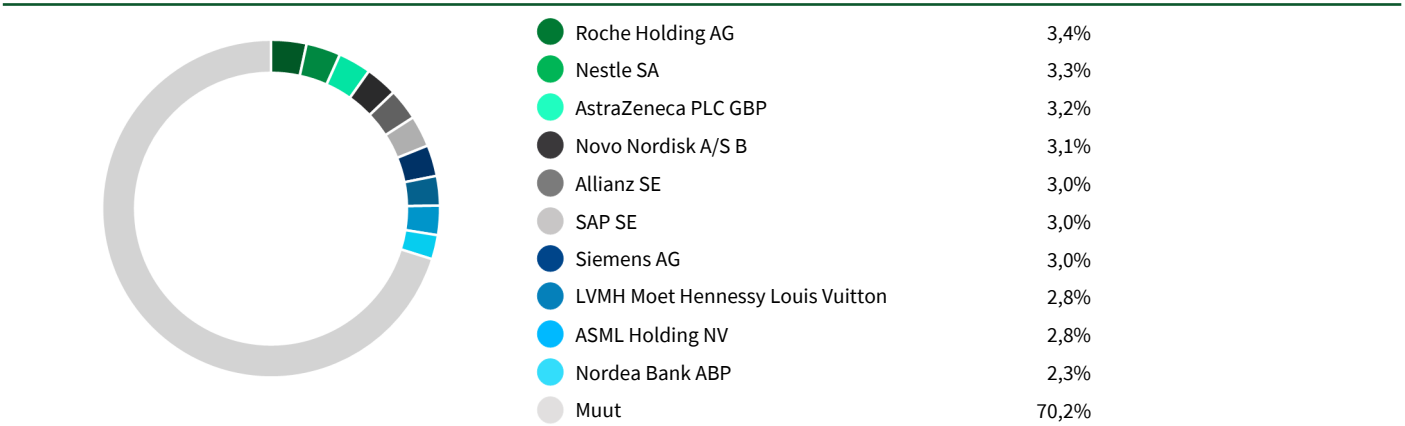 Roche Holding AG 3,4%
Nestle SA 3,3%
AstraZeneca PLC GBP 3,2%
Novo Nordisk A/S B 3,1%
Allianz SE 3,0%
SAP SE 3,0%
Siemens AG 3,0%
LVMH Moet Hennessy Louis Vuitton 2,8%
ASML Holding NV 2,8%
Nordea Bank ABP 2,3%
Muut 70,2%